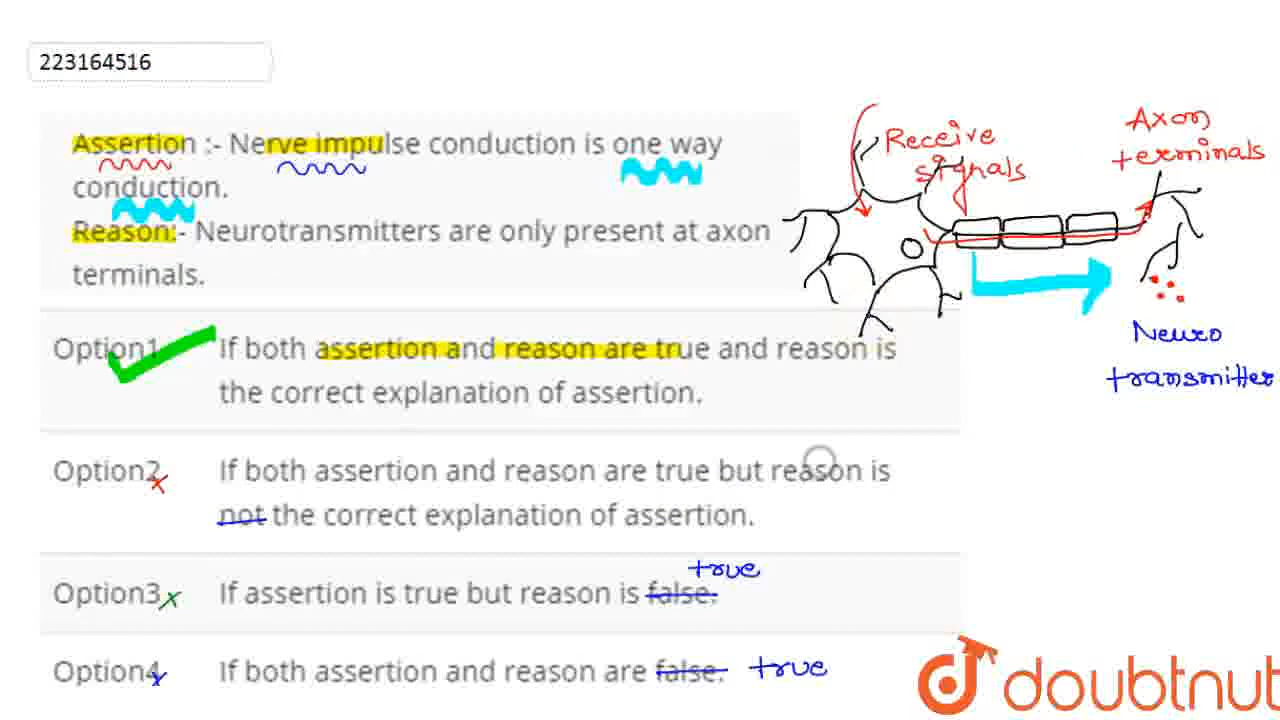 223164516
Assertion :- Nerve impulse conduction is one way
conduction.
Reason:- Neurotransmitters are only present at axon
terminals.
Receive
signals
Axon
terminals
Neuro
transmitter
Option1 If both assertion and reason are true and reason is
the correct explanation of assertion.
Option2 If both assertion and reason are true but reason is
not the correct explanation of assertion.
true
Option3 If assertion is true but reason is false.
Option4 If both assertion and reason are false. true
doubtnut